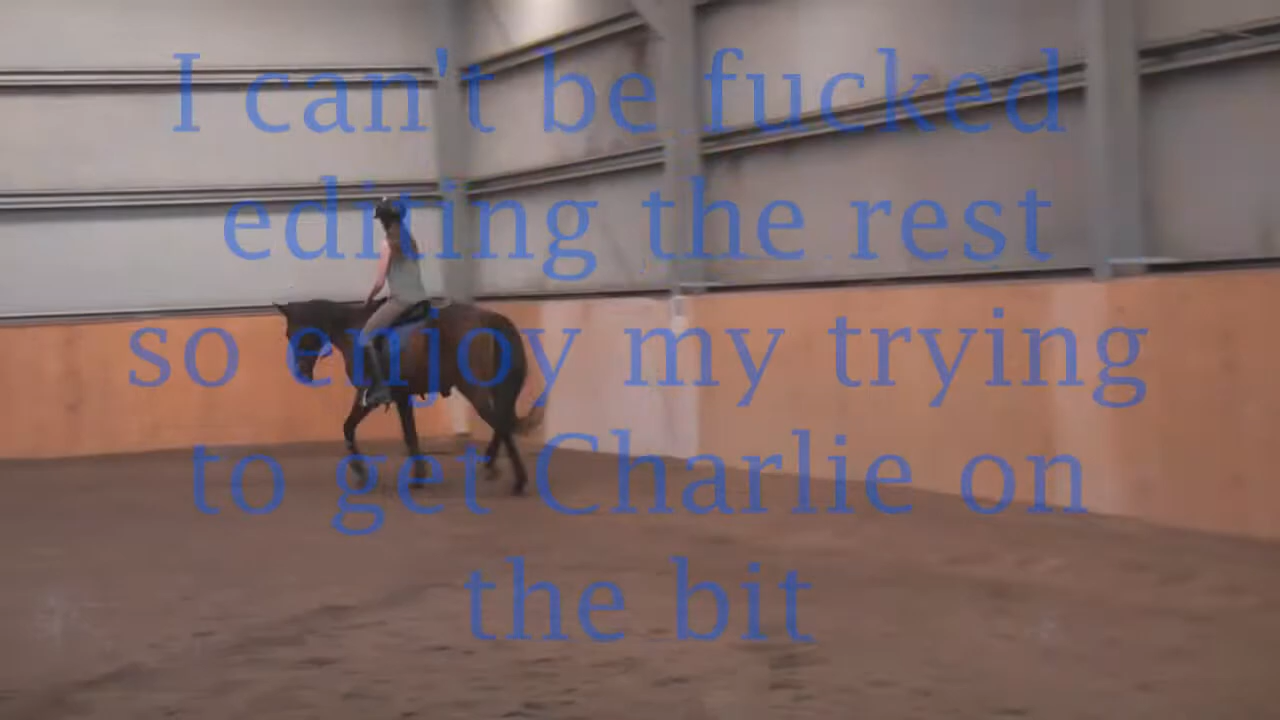 I can't be fucked
editing the rest
so enjoy my trying
to get Charlie on
the bit